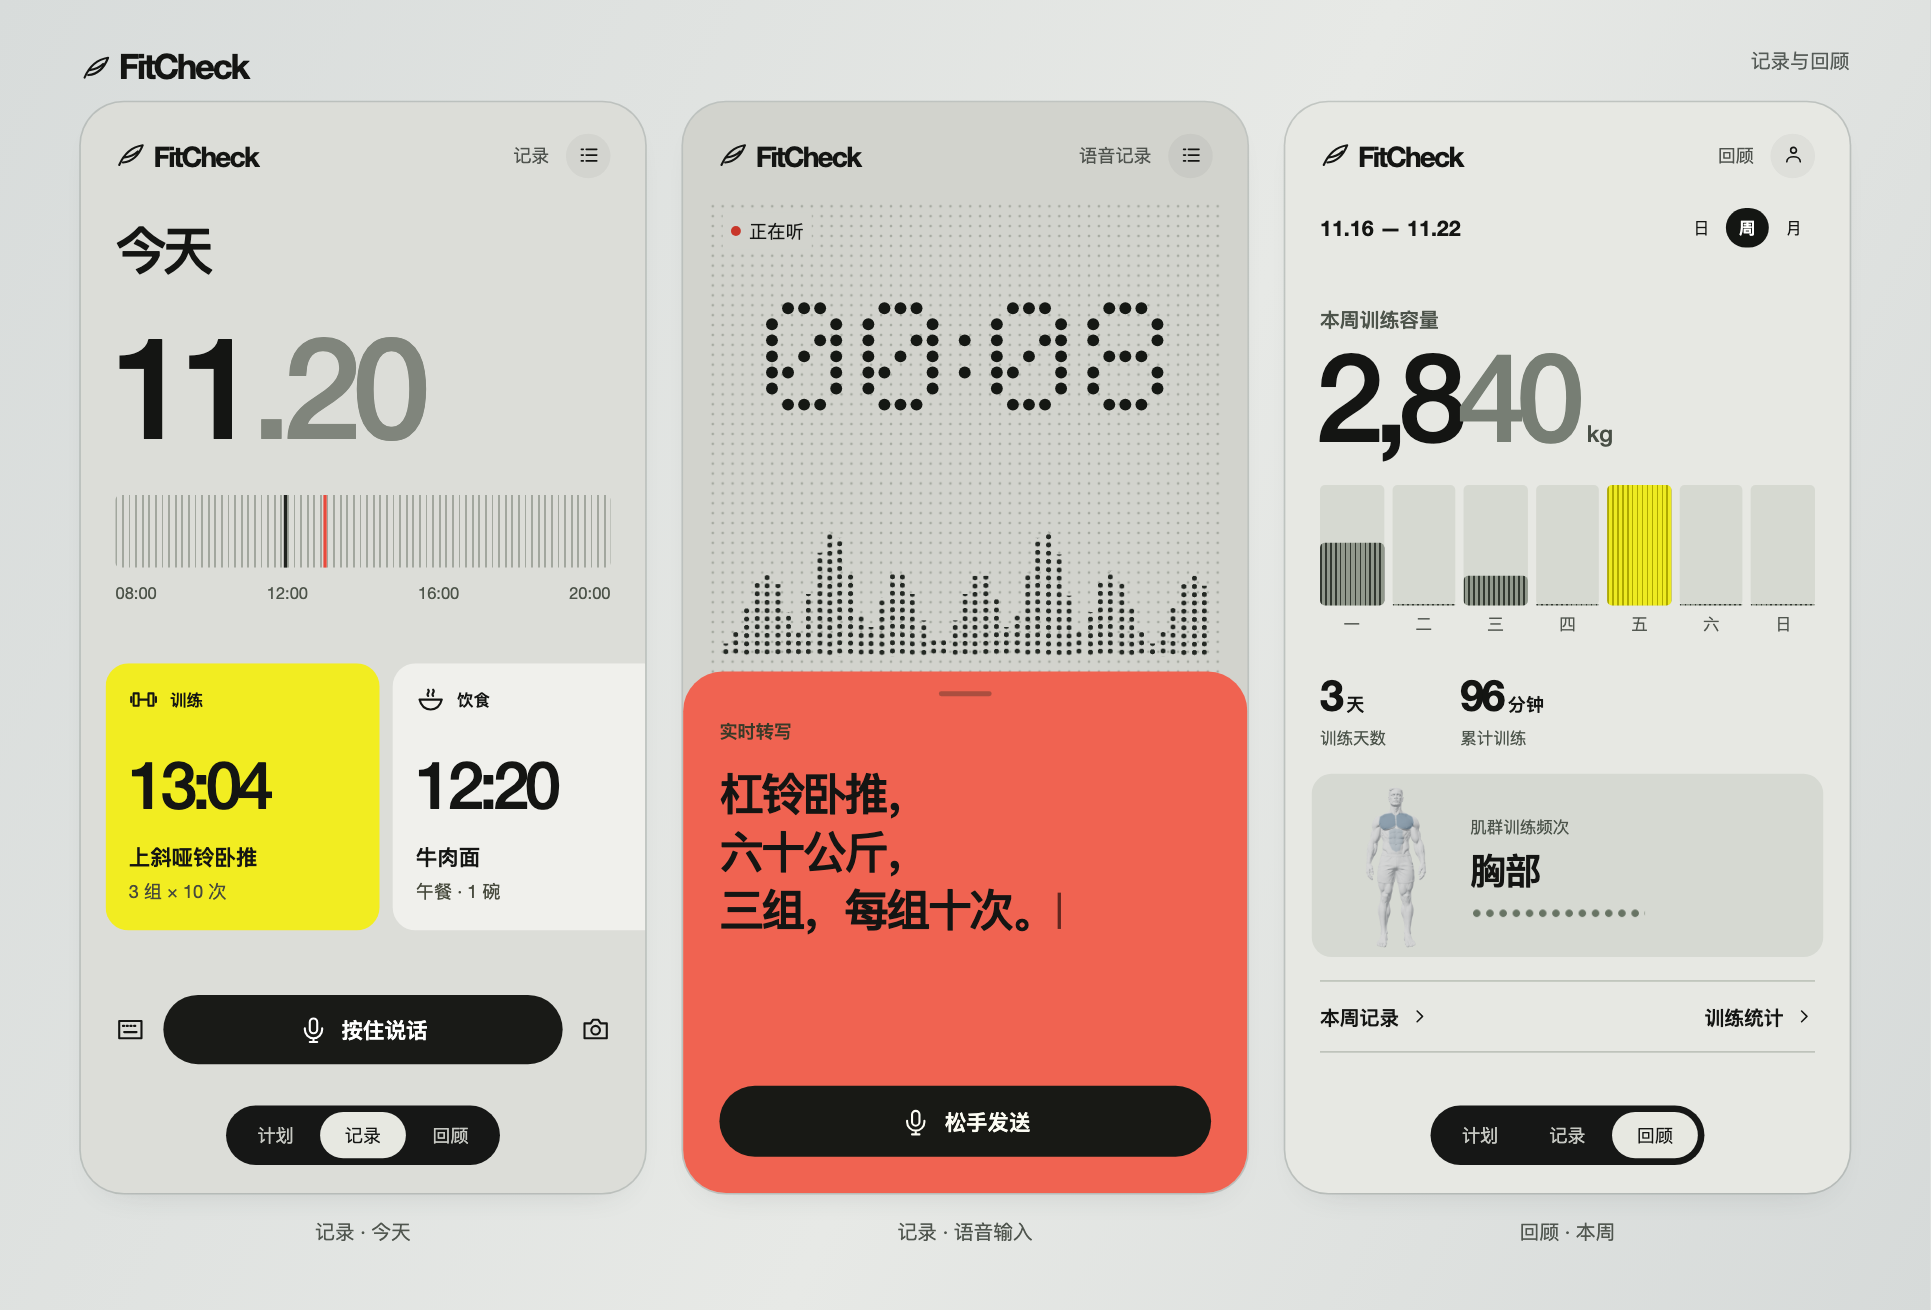 FitCheck
记录与回顾
FitCheck
记录
今天
11.20
08:00 12:00 16:00 20:00
训练
13:04
上斜哑铃卧推
3 组 × 10 次
饮食
12:20
牛肉面
午餐 · 1 碗
按住说话
计划 记录 回顾
记录 · 今天
FitCheck
语音记录
正在听
00:08
实时转写
杠铃卧推,
六十公斤,
三组，每组十次。
松手发送
记录 · 语音输入
FitCheck
回顾
11.16 — 11.22
日 周 月
本周训练容量
2,840 kg
一 二 三 四 五 六 日
3 天
训练天数
96 分钟
累计训练
肌群训练频次
胸部
本周记录
训练统计
计划 记录 回顾
回顾 · 本周